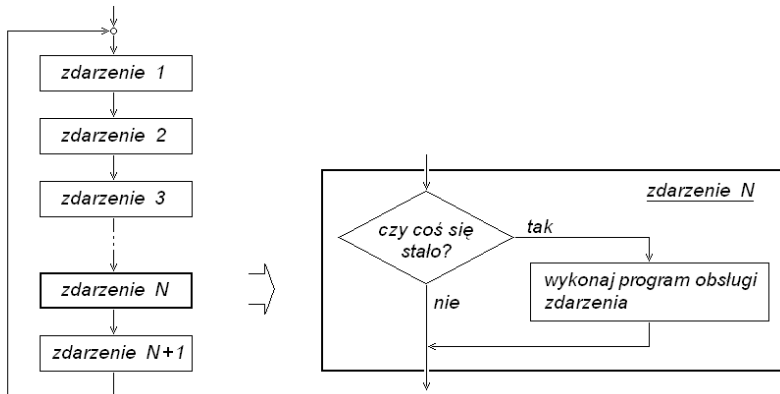 zdarzenie 1
zdarzenie 2
zdarzenie 3
zdarzenie N
zdarzenie N+1
zdarzenie N
czy coś się
stało?
tak
nie
wykonaj program obsługi
zdarzenia